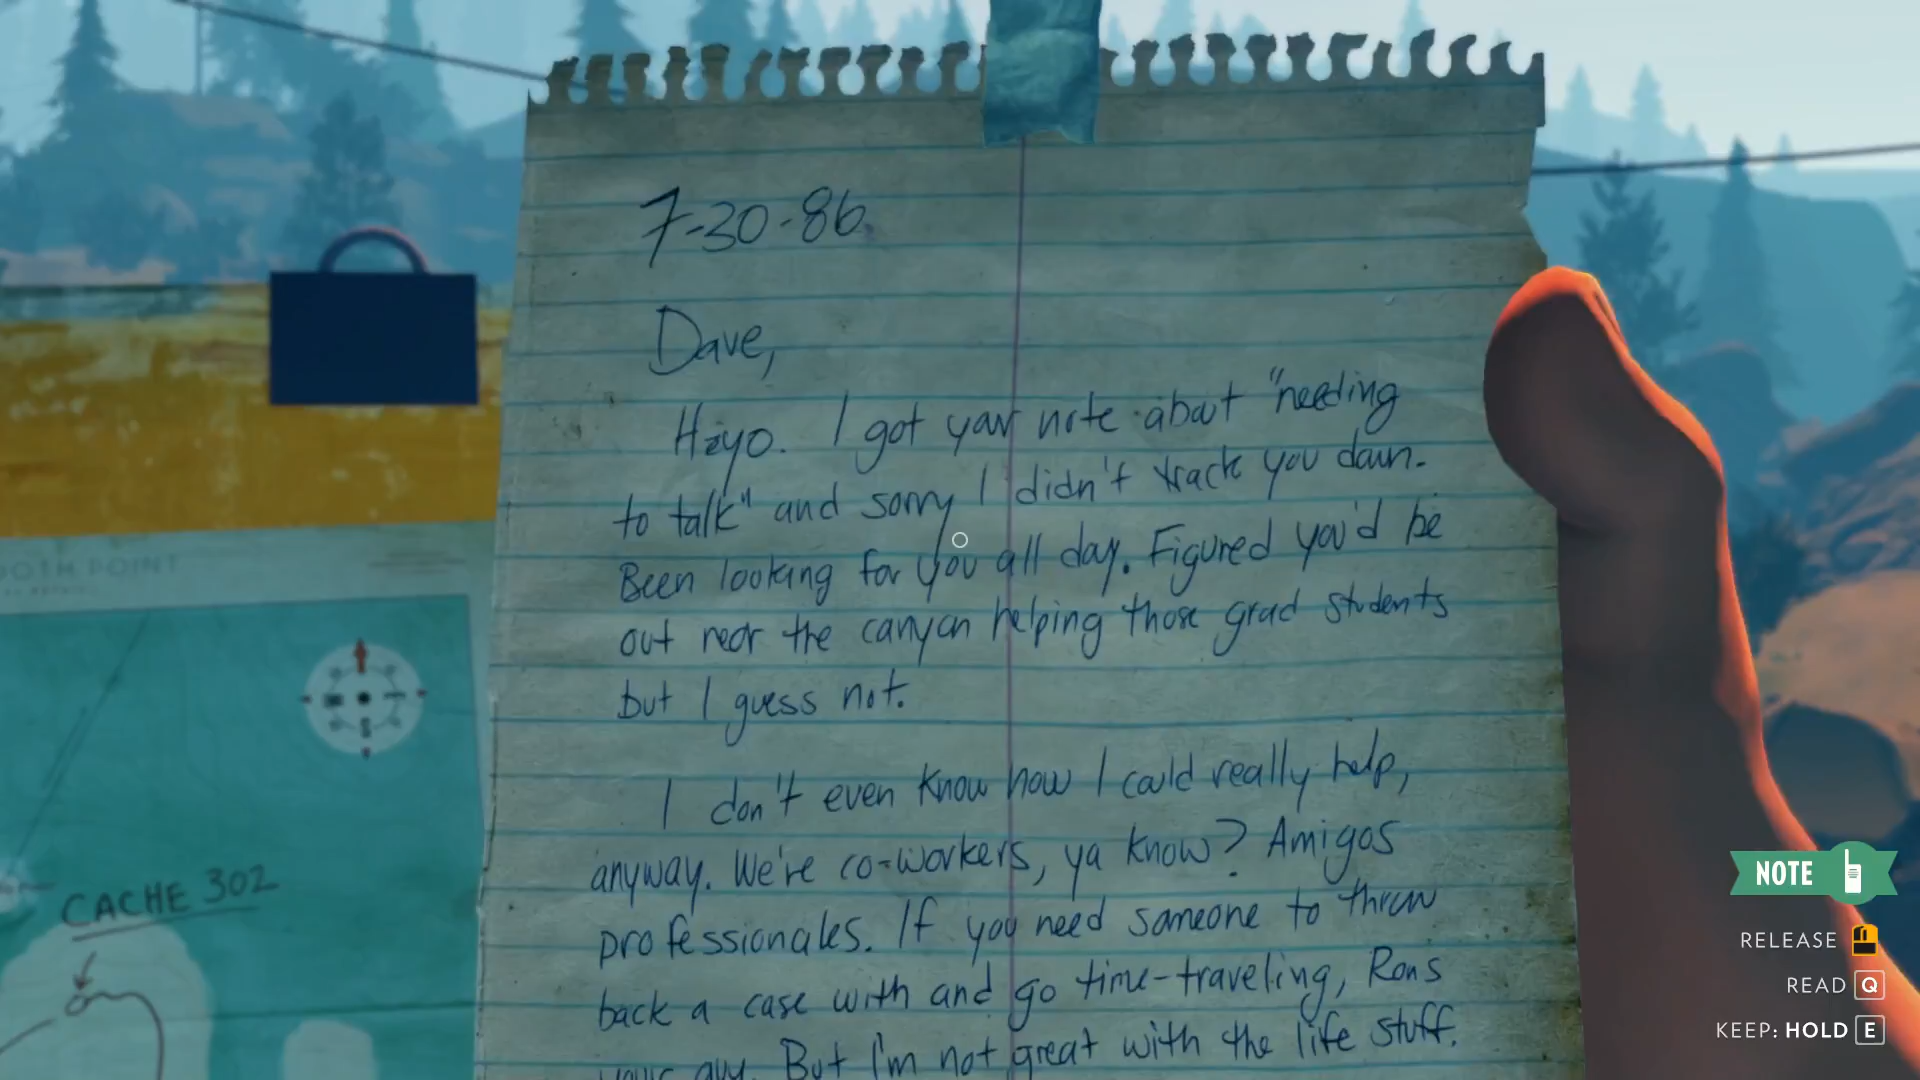 7-30-86.
Dave,
Hiyo. I got your note about "needing
to talk" and sorry I didn't track you down.
Been looking for you all day. Figured you'd be
out near the canyon helping those grad students
but I guess not.
I don't even know how I could really help,
anyway. We're co-workers, ya know? Amigos
professionales. If you need someone to throw
back a case with and go time-traveling, Ron's
your guy. But I'm not great with the life stuff.
OOTH POINT
CACHE 302
NOTE
RELEASE
READ Q
KEEP: HOLD E